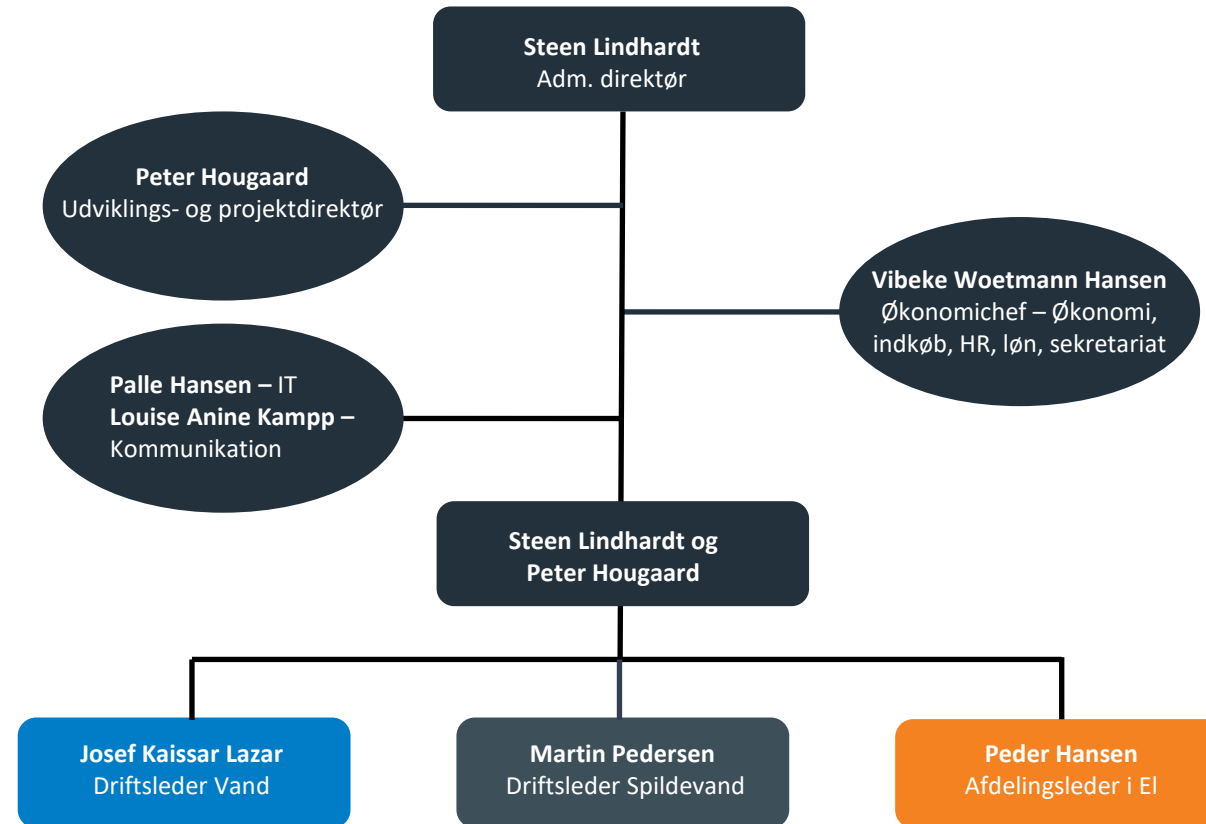 Steen Lindhardt
Adm. direktør
Peter Hougaard
Udviklings- og projektdirektør
Vibeke Woetmann Hansen
Økonomichef – Økonomi,
indkøb, HR, løn, sekretariat
Palle Hansen – IT
Louise Anine Kampp –
Kommunikation
Steen Lindhardt og
Peter Hougaard
Josef Kaissar Lazar
Driftsleder Vand
Martin Pedersen
Driftsleder Spildevand
Peder Hansen
Afdelingsleder i El